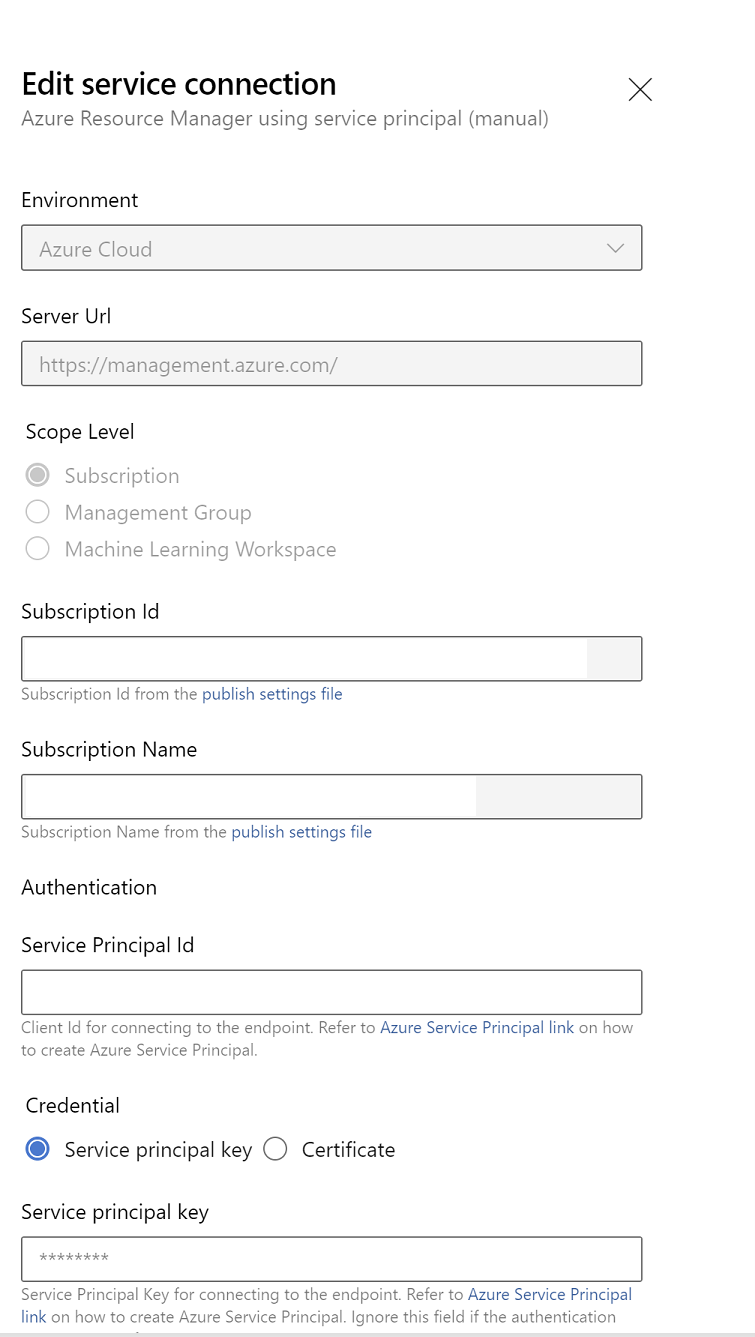 Edit service connection
Azure Resource Manager using service principal (manual)
Environment
Azure Cloud
Server Url
https://management.azure.com/
Scope Level
Subscription
Management Group
Machine Learning Workspace
Subscription Id
Subscription Id from the publish settings file
Subscription Name
Subscription Name from the publish settings file
Authentication
Service Principal Id
Client Id for connecting to the endpoint. Refer to Azure Service Principal link on how
to create Azure Service Principal.
Credential
Service principal key
Certificate
Service principal key
********
Service Principal Key for connecting to the endpoint. Refer to Azure Service Principal
link on how to create Azure Service Principal. Ignore this field if the authentication